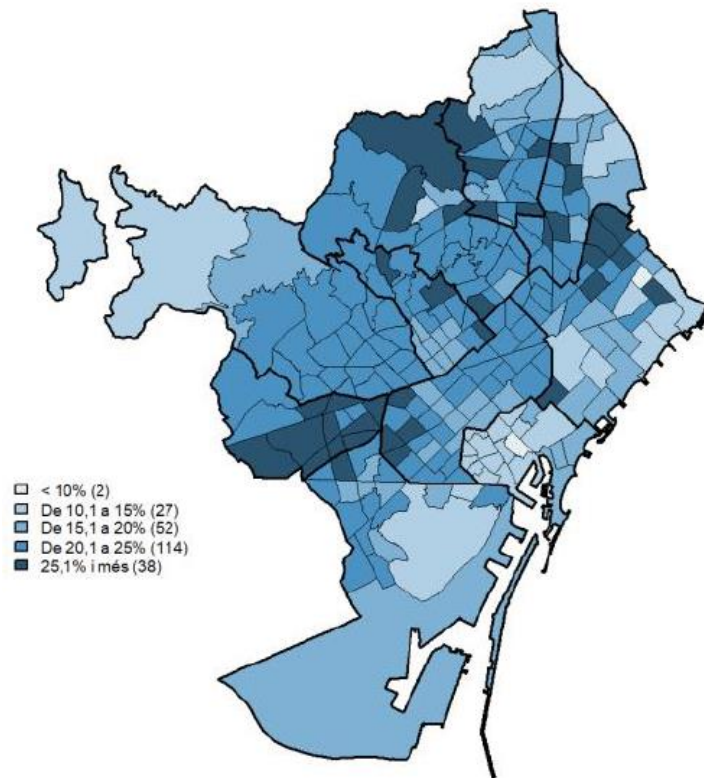 < 10% (2)
De 10,1 a 15% (27)
De 15,1 a 20% (52)
De 20,1 a 25% (114)
25,1% i més (38)